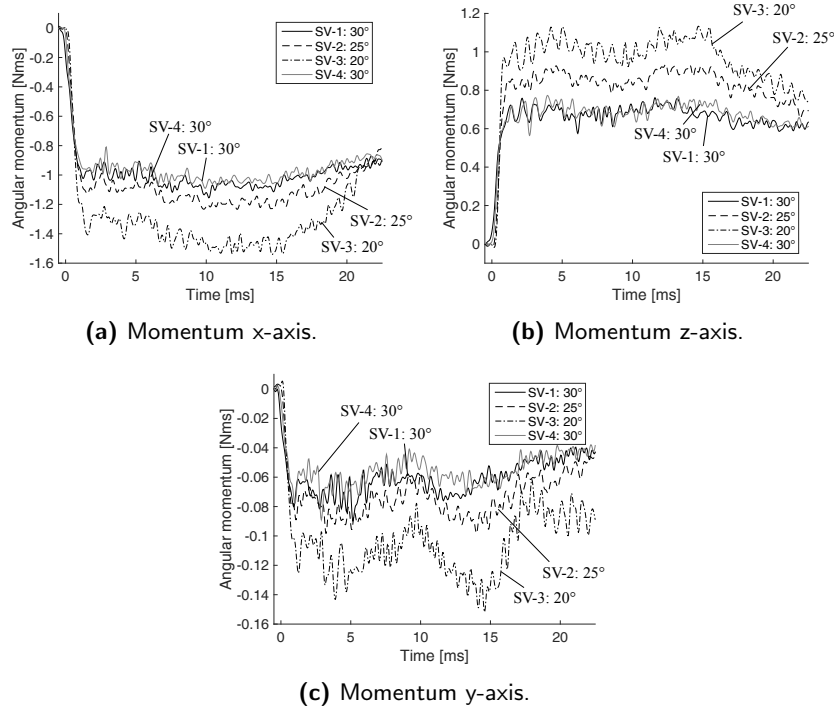 Angular momentum [Nms]
0
-0.2
-0.4
-0.6
-0.8
-1
-1.2
-1.4
-1.6
SV-1: 30°
SV-2: 25°
SV-3: 20°
SV-4: 30°
SV-4: 30°
SV-1: 30°
SV-2: 25°
SV-3: 20°
0 5 10 15 20
Time [ms]
(a) Momentum x-axis.
Angular momentum [Nms]
1.2
1
0.8
0.6
0.4
0.2
0
SV-3: 20°
SV-2: 25°
SV-4: 30°
SV-1: 30°
SV-1: 30°
SV-2: 25°
SV-3: 20°
SV-4: 30°
0 5 10 15 20
Time [ms]
(b) Momentum z-axis.
Angular momentum [Nms]
0
-0.02
-0.04
-0.06
-0.08
-0.1
-0.12
-0.14
-0.16
SV-1: 30°
SV-2: 25°
SV-3: 20°
SV-4: 30°
SV-4: 30°
SV-1: 30°
SV-2: 25°
SV-3: 20°
0 5 10 15 20
Time [ms]
(c) Momentum y-axis.